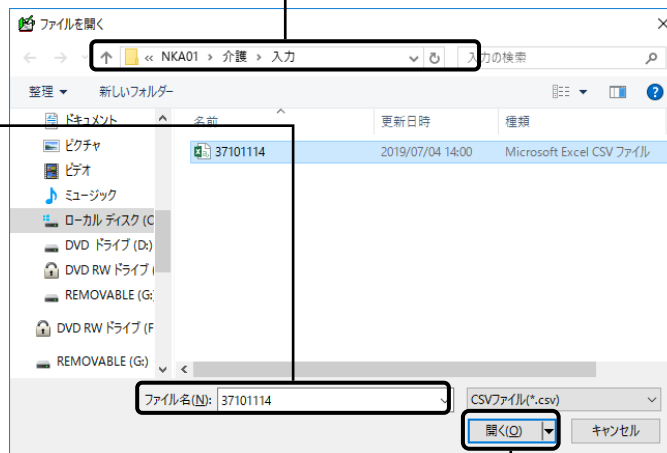 ファイルを開く
« NKA01 › 介護 › 入力
入力の検索
整理 新しいフォルダー
名前 更新日時 種類
ドキュメント
ピクチャ
ビデオ
ミュージック
ローカル ディスク (C
DVD ドライブ (D:)
DVD RW ドライブ (
REMOVABLE (G:
DVD RW ドライブ (F
REMOVABLE (G:)
37101114 2019/07/04 14:00 Microsoft Excel CSV ファイル
ファイル名(N): 37101114
CSVファイル(*.csv)
開く(O) キャンセル